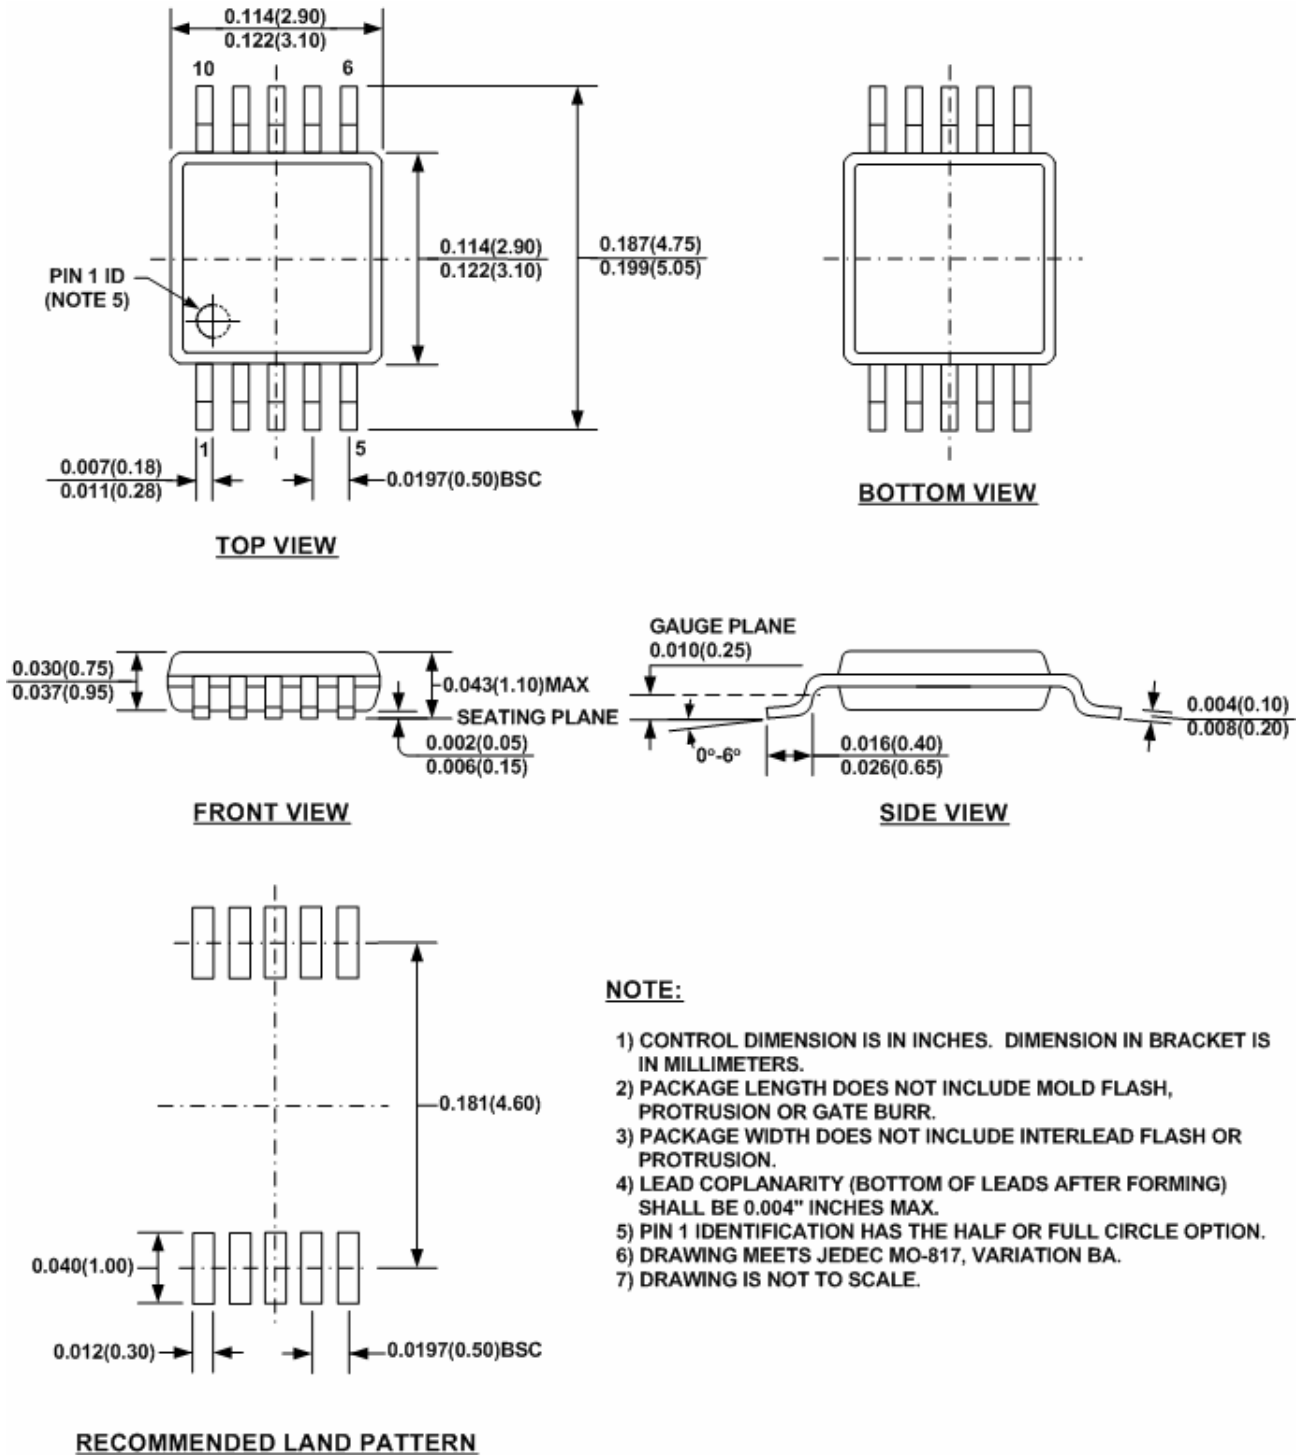 0.114(2.90)
0.122(3.10)
10
6
0.114(2.90)
0.122(3.10)
0.187(4.75)
0.199(5.05)
PIN 1 ID
(NOTE 5)
1
5
0.007(0.18)
0.011(0.28)
0.0197(0.50)BSC
TOP VIEW
BOTTOM VIEW
0.030(0.75)
0.037(0.95)
0.043(1.10)MAX
SEATING PLANE
0.002(0.05)
0.006(0.15)
FRONT VIEW
GAUGE PLANE
0.010(0.25)
0°-6°
0.016(0.40)
0.026(0.65)
0.004(0.10)
0.008(0.20)
SIDE VIEW
0.181(4.60)
0.040(1.00)
0.012(0.30)
0.0197(0.50)BSC
RECOMMENDED LAND PATTERN
NOTE:
1) CONTROL DIMENSION IS IN INCHES. DIMENSION IN BRACKET IS
IN MILLIMETERS.
2) PACKAGE LENGTH DOES NOT INCLUDE MOLD FLASH,
PROTRUSION OR GATE BURR.
3) PACKAGE WIDTH DOES NOT INCLUDE INTERLEAD FLASH OR
PROTRUSION.
4) LEAD COPLANARITY (BOTTOM OF LEADS AFTER FORMING)
SHALL BE 0.004" INCHES MAX.
5) PIN 1 IDENTIFICATION HAS THE HALF OR FULL CIRCLE OPTION.
6) DRAWING MEETS JEDEC MO-817, VARIATION BA.
7) DRAWING IS NOT TO SCALE.